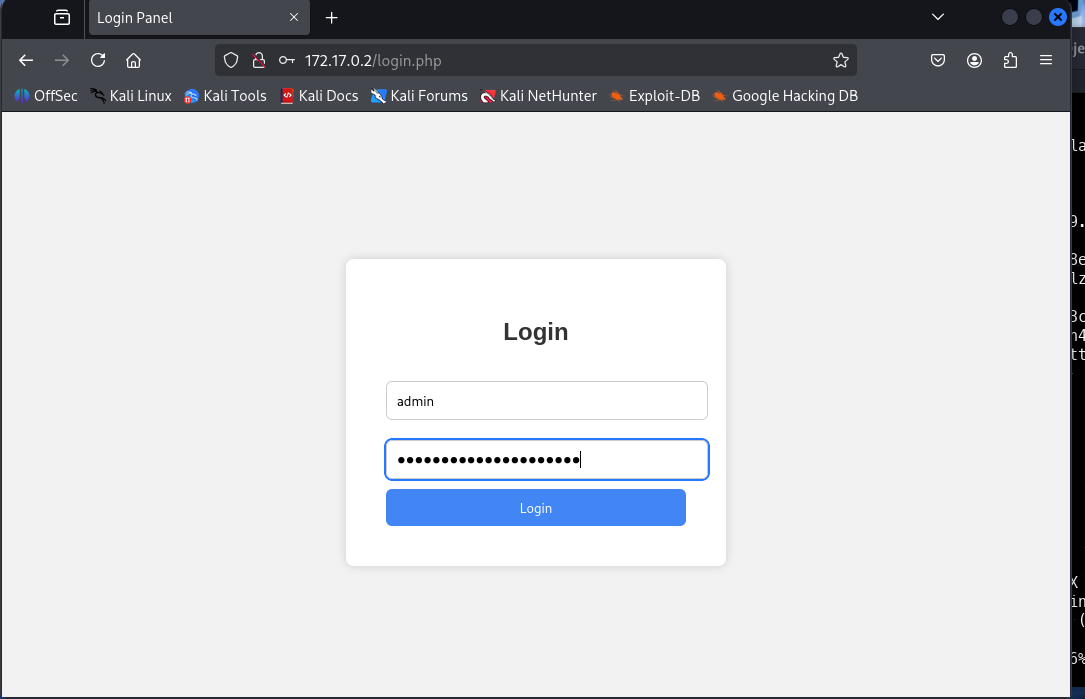 Login Panel
172.17.0.2/login.php
OffSec Kali Linux Kali Tools Kali Docs Kali Forums Kali NetHunter Exploit-DB Google Hacking DB
Login
admin
•••••••••••••••••••••
Login